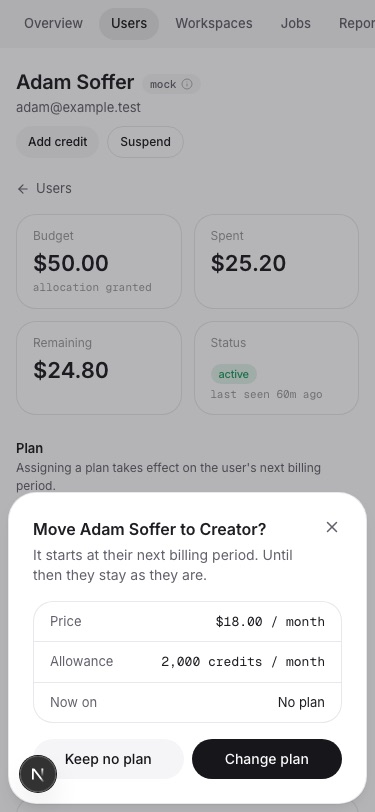 Overview Users Workspaces Jobs Repor
Adam Soffer mock
adam@example.test
Add credit Suspend
← Users
Budget
$50.00
allocation granted
Spent
$25.20
Remaining
$24.80
Status
active
last seen 60m ago
Plan
Assigning a plan takes effect on the user's next billing
period.
Move Adam Soffer to Creator?
It starts at their next billing period. Until
then they stay as they are.
Price $18.00 / month
Allowance 2,000 credits / month
Now on No plan
Keep no plan Change plan
N